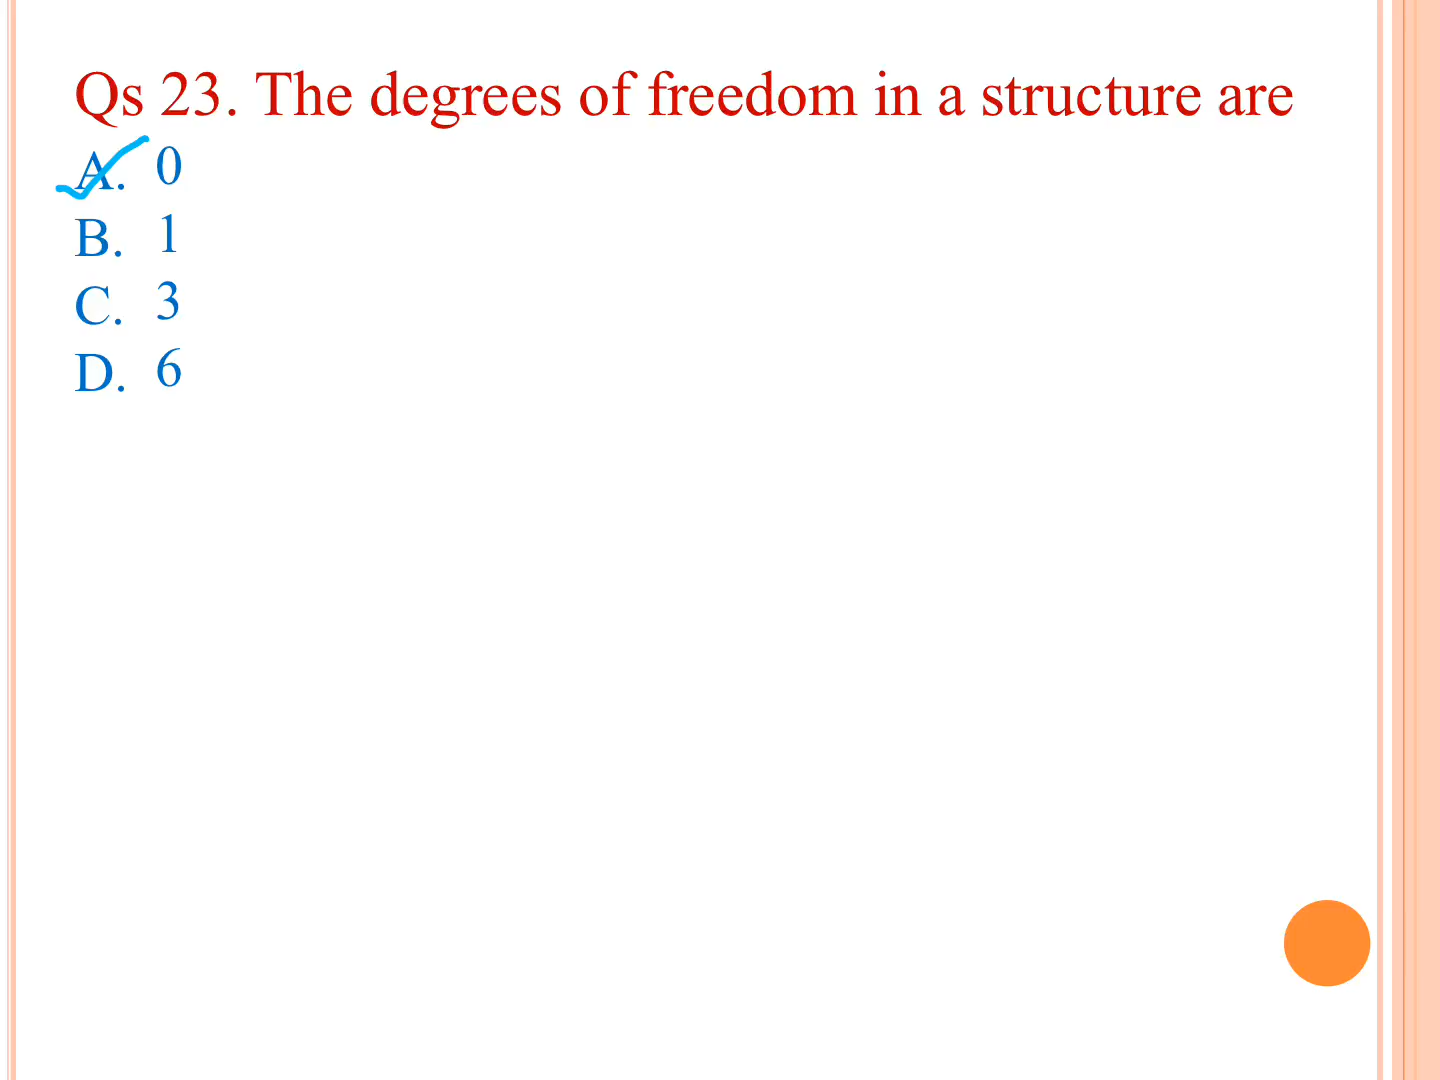 Qs 23. The degrees of freedom in a structure are
A. 0
B. 1
C. 3
D. 6